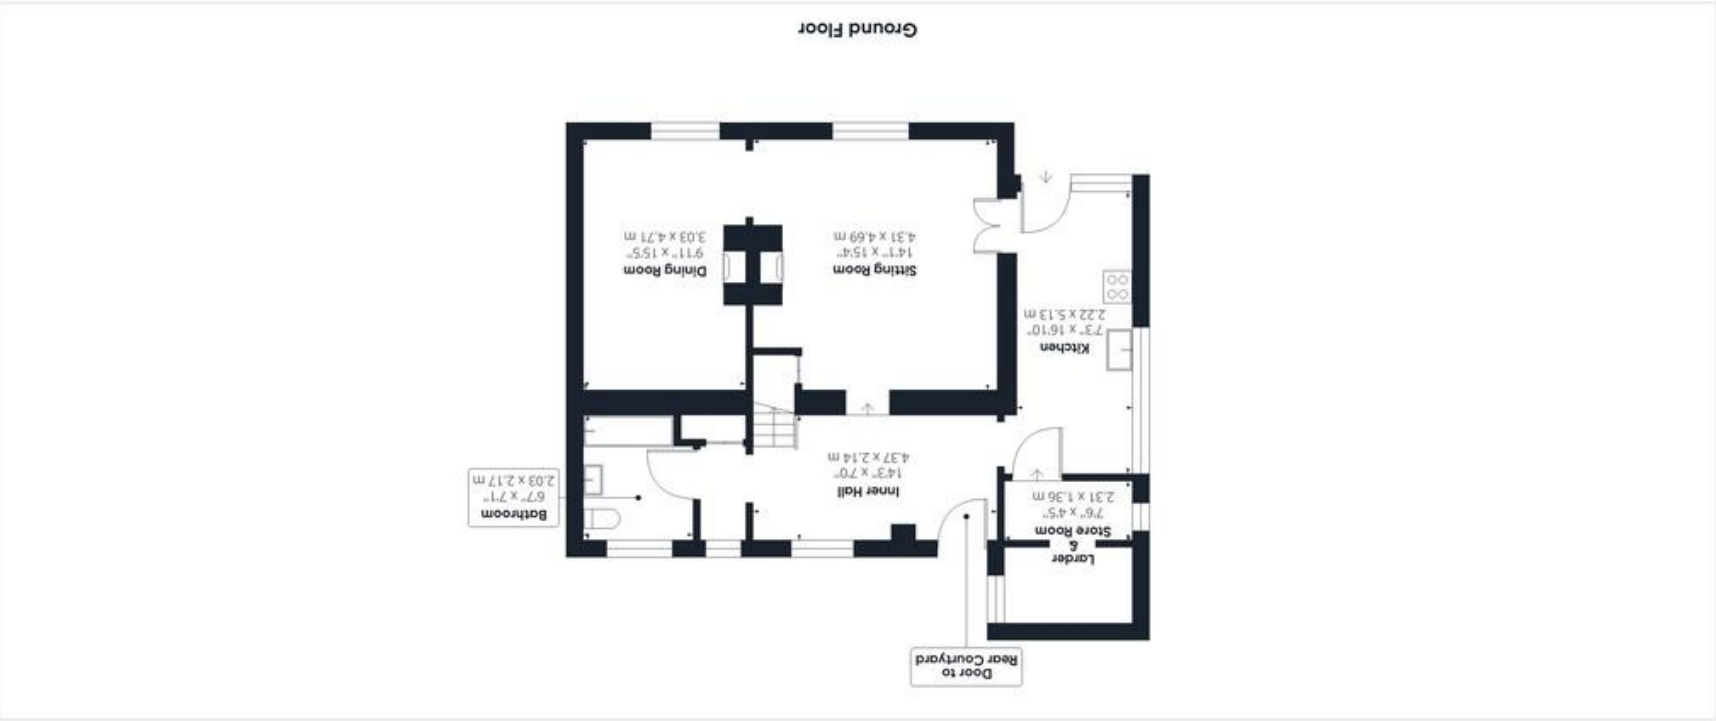 Door to
Rear Courtyard
Larder
&
Store Room
7'6" x 4'5"
2.31 x 1.36 m
Bathroom
6'7" x 7'1"
2.03 x 2.17 m
Inner Hall
14'3" x 7'0"
4.37 x 2.14 m
Kitchen
7'3" x 16'10"
2.22 x 5.13 m
Sitting Room
14'1" x 15'4"
4.31 x 4.69 m
Dining Room
9'11" x 15'5"
3.03 x 4.71 m
Ground Floor